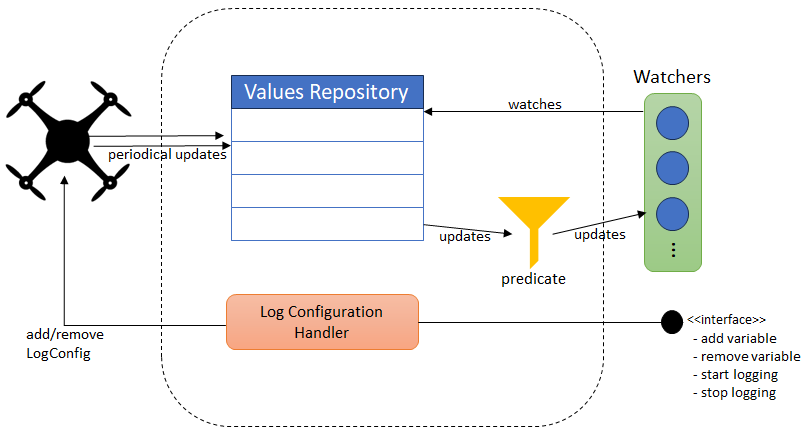 Watchers
Values Repository
watches
periodical updates
updates
updates
predicate
add/remove
LogConfig
Log Configuration
Handler
<<interface>>
- add variable
- remove variable
- start logging
- stop logging